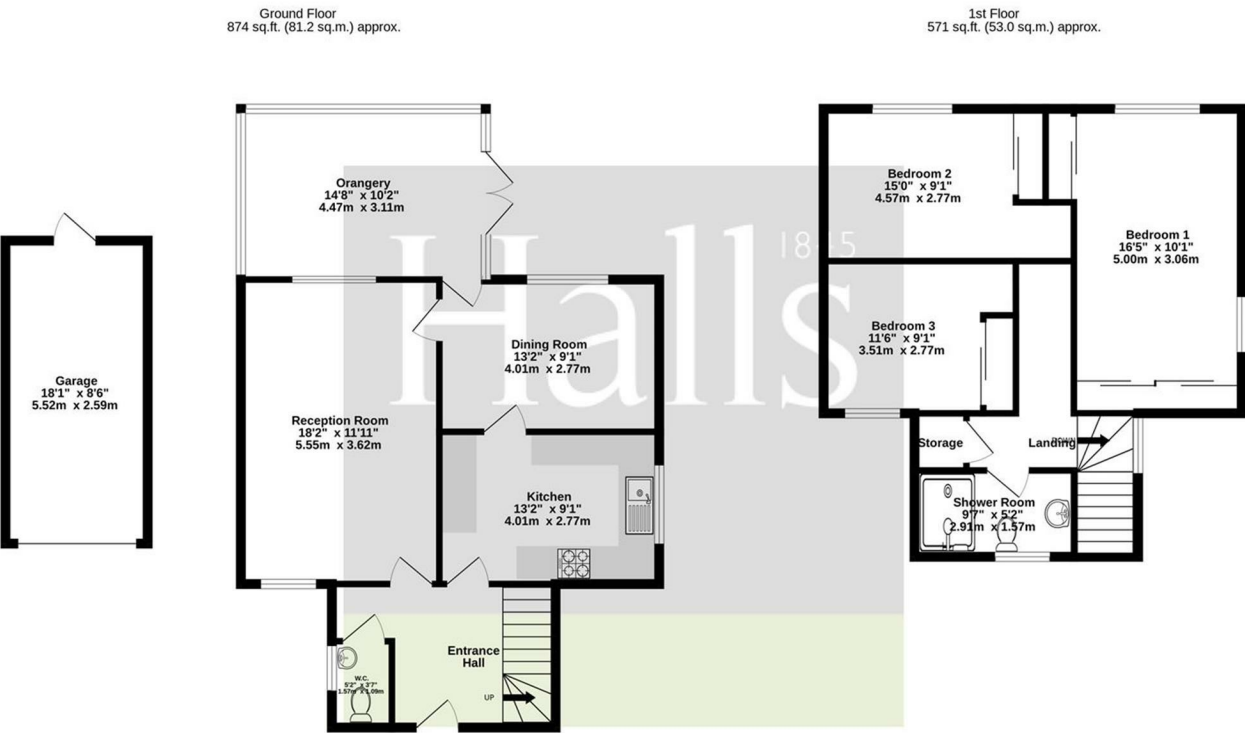 Ground Floor
874 sq.ft. (81.2 sq.m.) approx.
1st Floor
571 sq.ft. (53.0 sq.m.) approx.
Orangery
14'8" x 10'2"
4.47m x 3.11m
Bedroom 2
15'0" x 9'1"
4.57m x 2.77m
Bedroom 1
16'5" x 10'1"
5.00m x 3.06m
Halls
1845
Bedroom 3
11'6" x 9'1"
3.51m x 2.77m
Dining Room
13'2" x 9'1"
4.01m x 2.77m
Garage
18'1" x 8'6"
5.52m x 2.59m
Reception Room
18'2" x 11'11"
5.55m x 3.62m
Storage
Landing
DOWN
Kitchen
13'2" x 9'1"
4.01m x 2.77m
Shower Room
9'7" x 5'2"
2.91m x 1.57m
Entrance
Hall
W.C.
5'2" x 3'7"
1.57m x 1.09m
UP